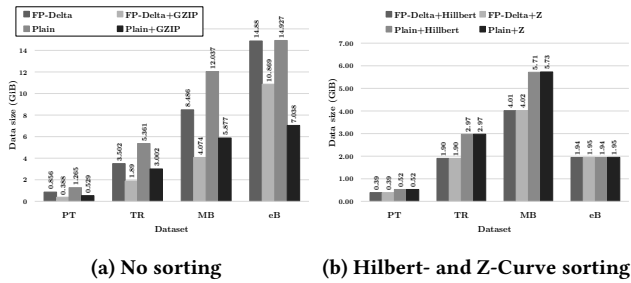 FP-Delta
FP-Delta+GZIP
Plain
Plain+GZIP
Data size (GiB)
14
12
10
8
6
4
2
0
0.856
0.388
1.265
0.529
3.502
1.89
5.361
3.002
8.486
4.074
12.037
5.877
14.88
10.869
14.927
7.038
PT
TR
MB
eB
Dataset
(a) No sorting
FP-Delta+Hillbert
FP-Delta+Z
Plain+Hillbert
Plain+Z
Data size (GiB)
7.00
6.00
5.00
4.00
3.00
2.00
1.00
0.00
0.39
0.39
0.52
0.52
1.90
1.90
2.97
2.97
4.01
4.02
5.71
5.73
1.94
1.95
1.94
1.95
PT
TR
MB
eB
Dataset
(b) Hilbert- and Z-Curve sorting